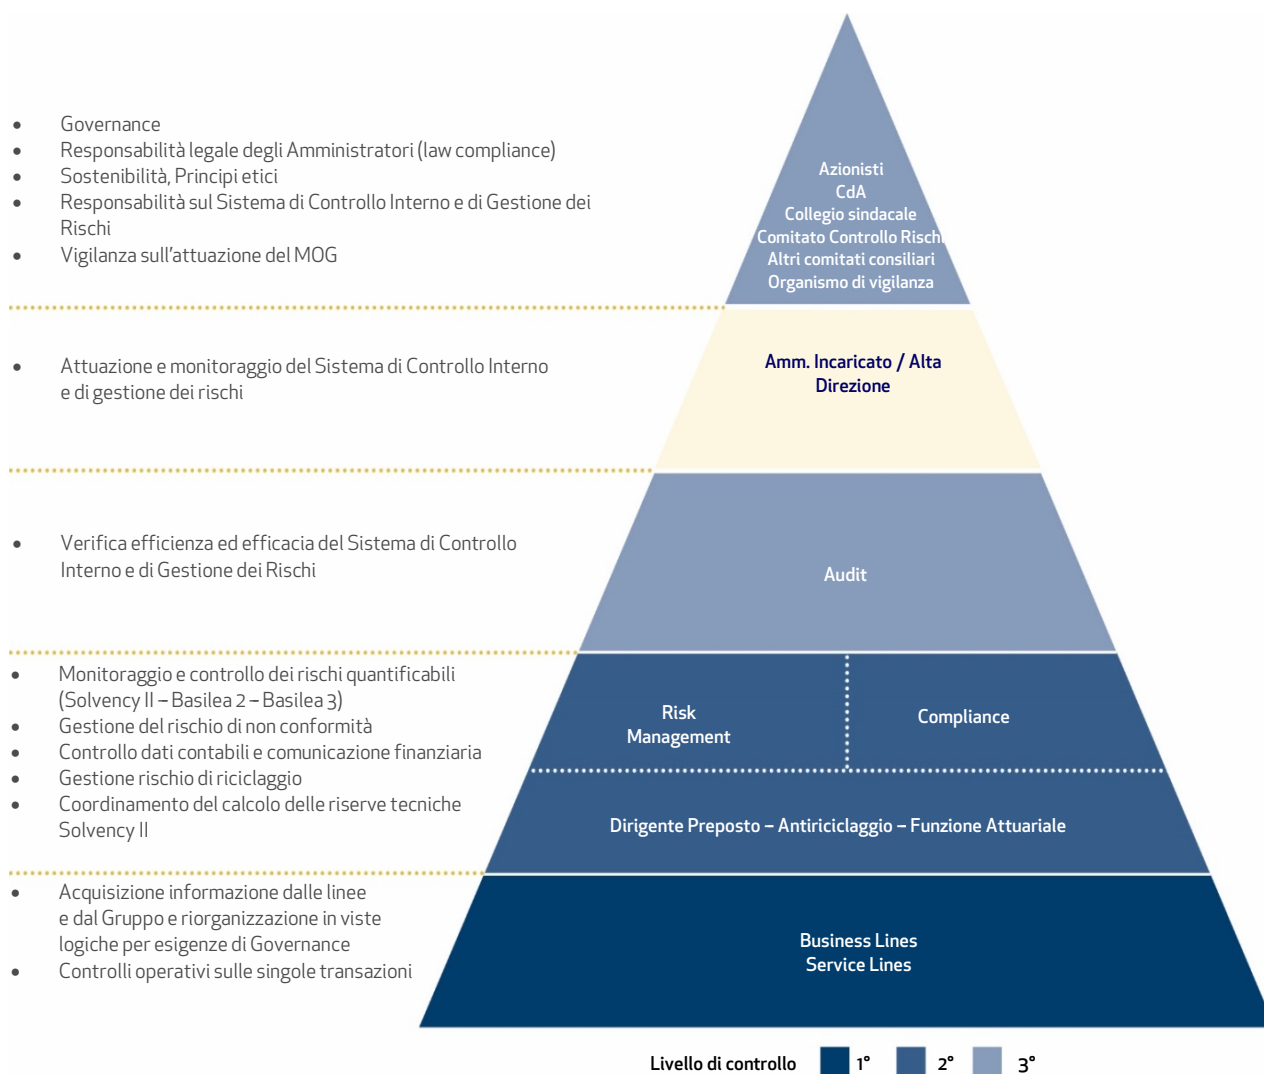 • Governance
• Responsabilità legale degli Amministratori (law compliance)
• Sostenibilità, Principi etici
• Responsabilità sul Sistema di Controllo Interno e di Gestione dei
Rischi
• Vigilanza sull'attuazione del MOG
Azionisti
CdA
Collegio sindacale
Comitato Controllo Rischi
Altri comitati consiliari
Organismo di vigilanza
• Attuazione e monitoraggio del Sistema di Controllo Interno
e di gestione dei rischi
Amm. Incaricato / Alta
Direzione
• Verifica efficienza ed efficacia del Sistema di Controllo
Interno e di Gestione dei Rischi
Audit
• Monitoraggio e controllo dei rischi quantificabili
(Solvency II – Basilea 2 – Basilea 3)
• Gestione del rischio di non conformità
• Controllo dati contabili e comunicazione finanziaria
• Gestione rischio di riciclaggio
• Coordinamento del calcolo delle riserve tecniche
Solvency II
Risk
Management
Compliance
Dirigente Preposto – Antiriciclaggio – Funzione Attuariale
• Acquisizione informazione dalle linee
e dal Gruppo e riorganizzazione in viste
logiche per esigenze di Governance
• Controlli operativi sulle singole transazioni
Business Lines
Service Lines
Livello di controllo 1° 2° 3°